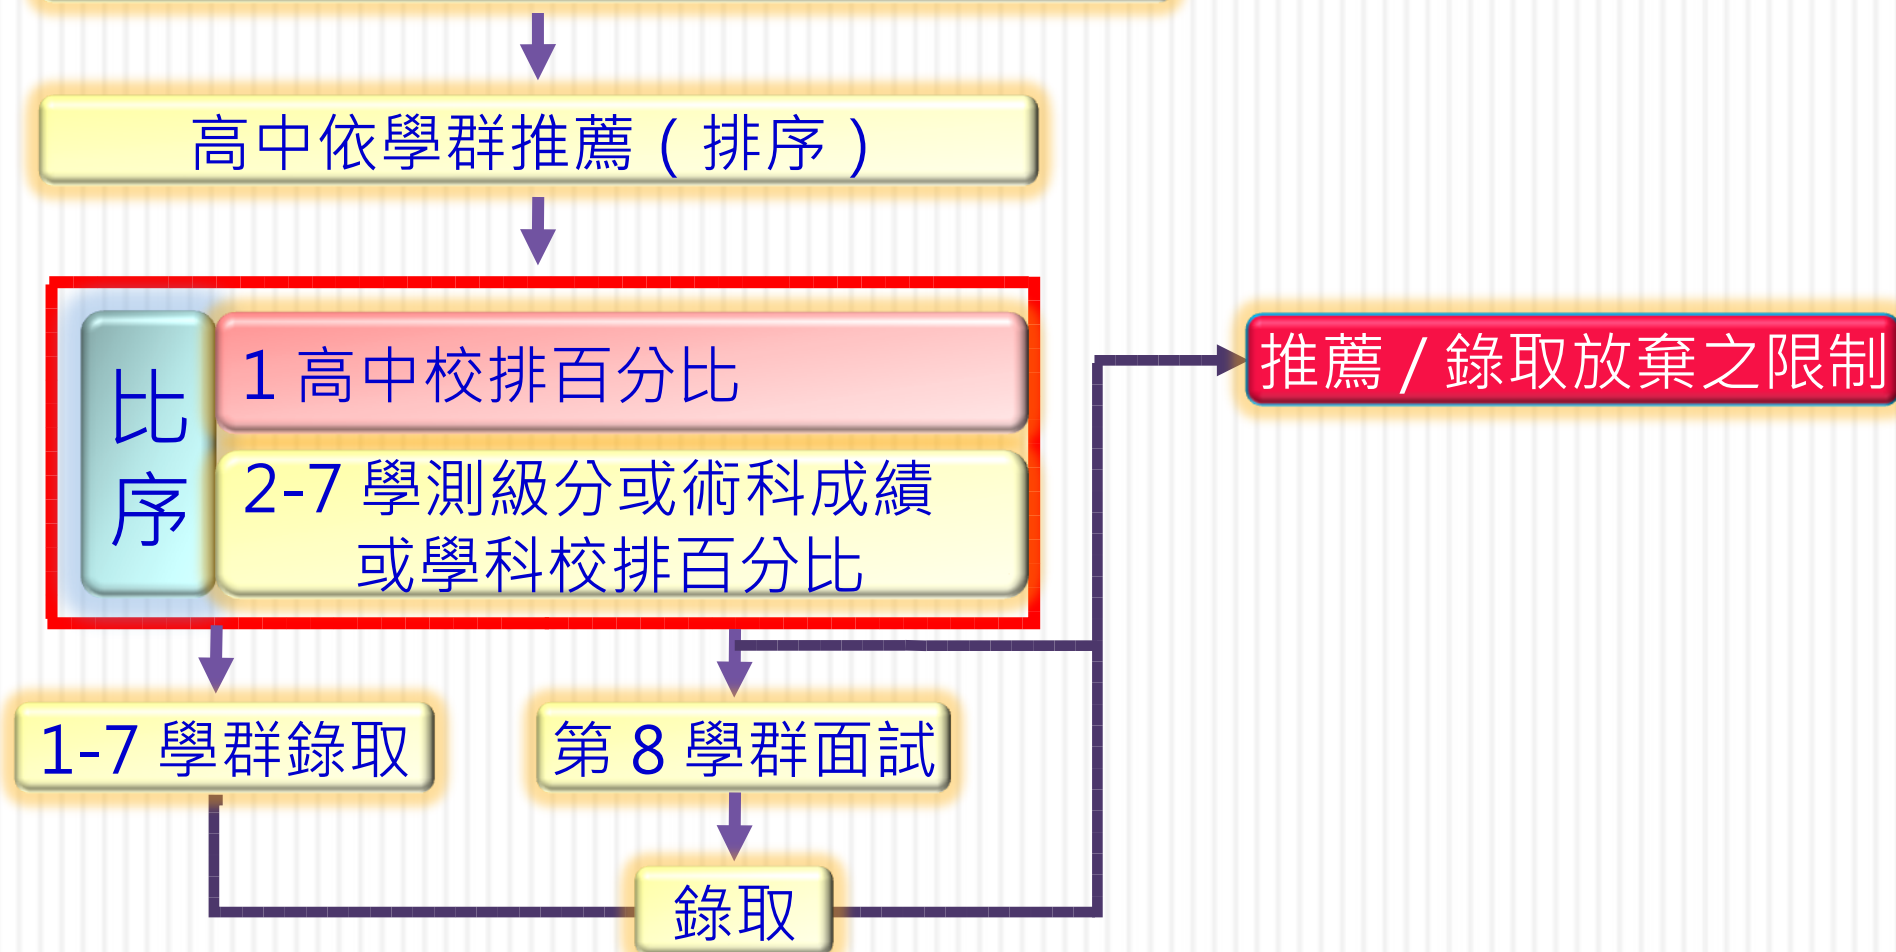 高中依學群推薦（排序）
比
序
1 高中校排百分比
2-7 學測級分或術科成績
或學科校排百分比
推薦 / 錄取放棄之限制
1-7 學群錄取
第 8 學群面試
錄取